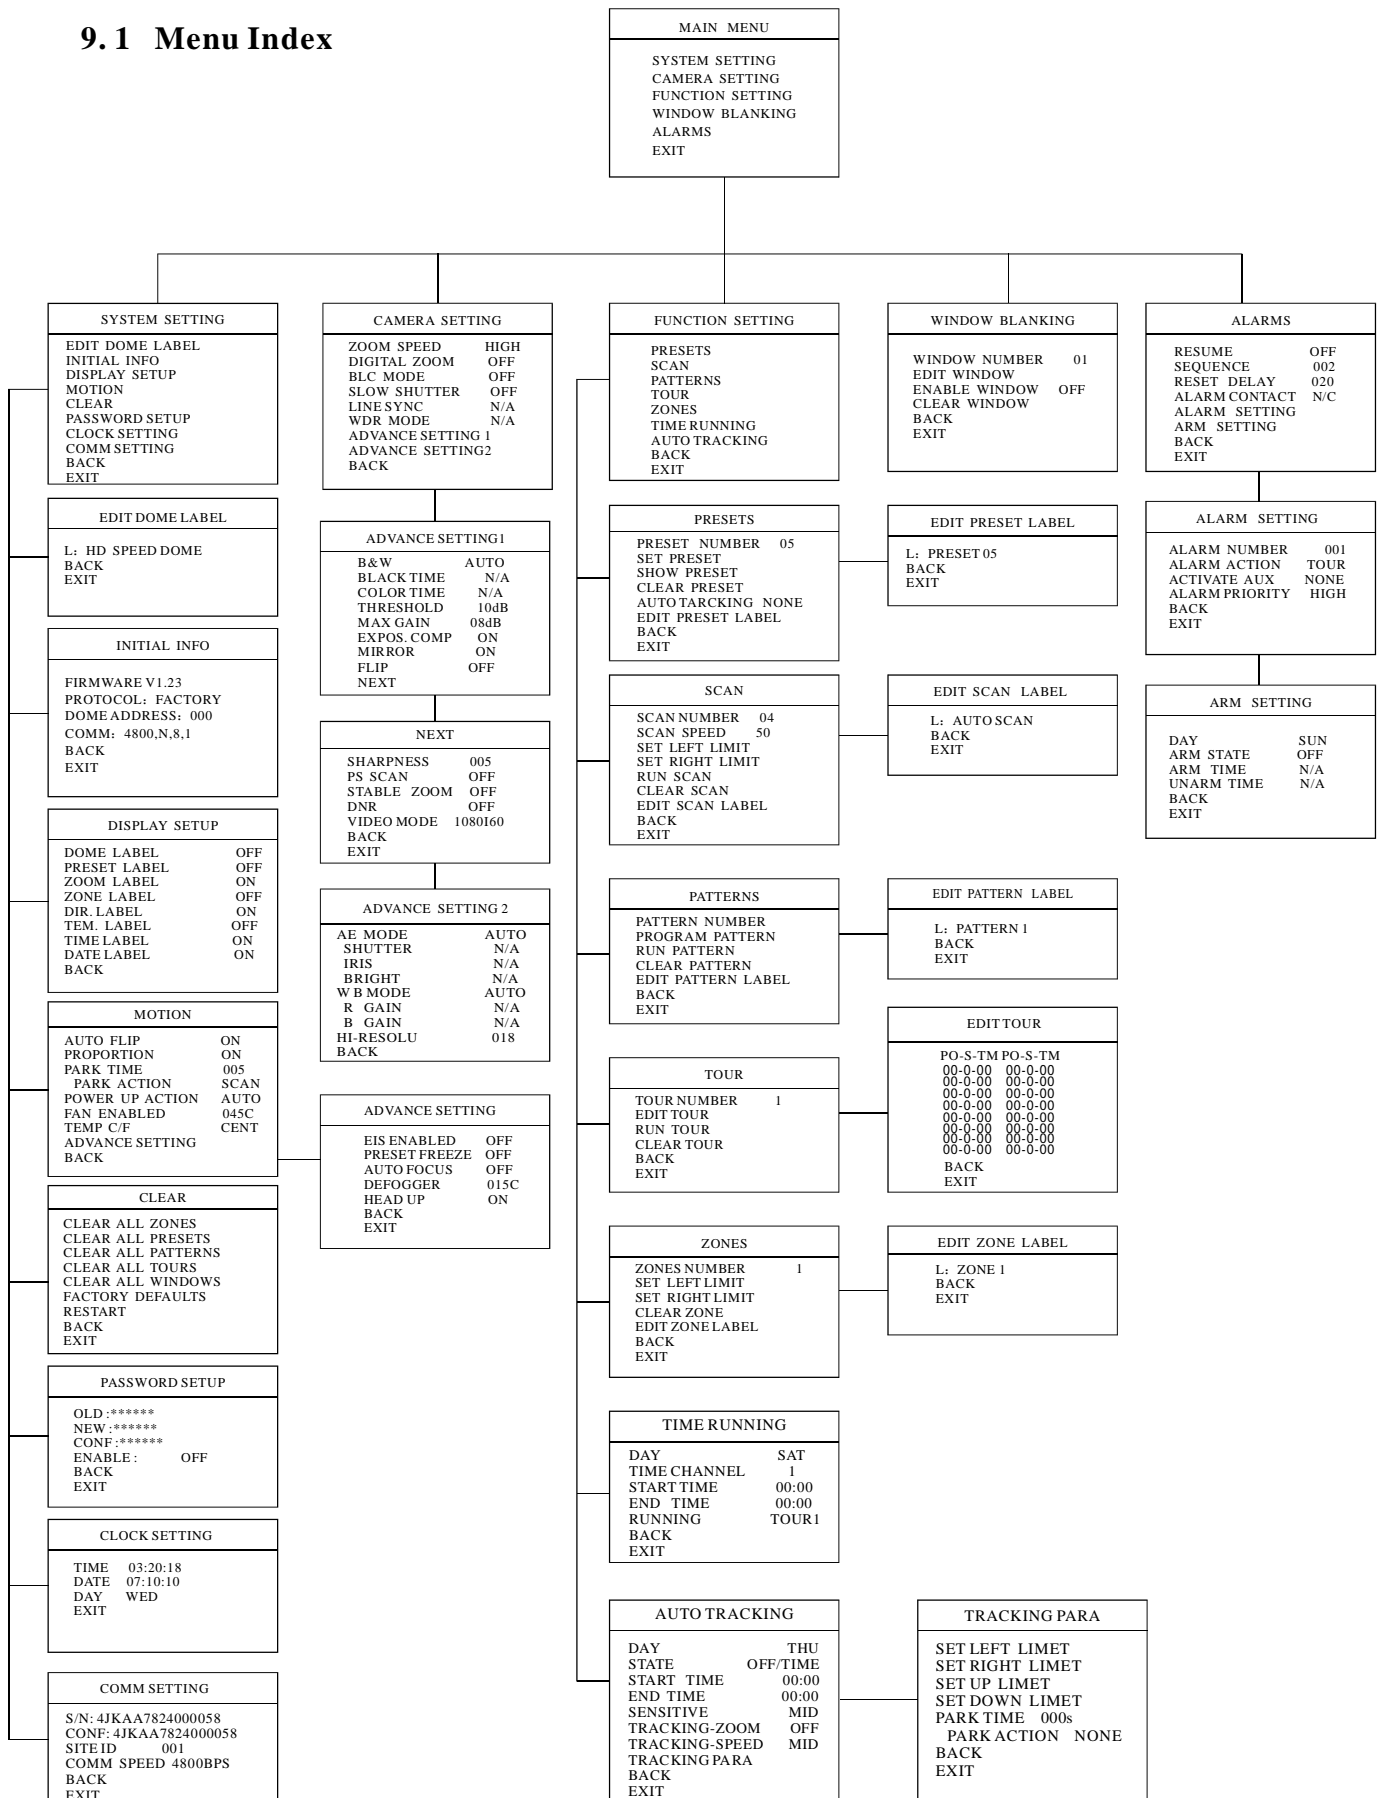 9.1 Menu Index
MAIN MENU
SYSTEM SETTING
CAMERA SETTING
FUNCTION SETTING
WINDOW BLANKING
ALARMS
EXIT
SYSTEM SETTING
EDIT DOME LABEL
INITIAL INFO
DISPLAY SETUP
MOTION
CLEAR
PASSWORD SETUP
CLOCK SETTING
COMM SETTING
BACK
EXIT
EDIT DOME LABEL
L: HD SPEED DOME
BACK
EXIT
INITIAL INFO
FIRMWARE V1.23
PROTOCOL: FACTORY
DOME ADDRESS: 000
COMM: 4800,N,8,1
BACK
EXIT
DISPLAY SETUP
DOME LABEL OFF
PRESET LABEL OFF
ZOOM LABEL ON
ZONE LABEL OFF
DIR. LABEL ON
TEM. LABEL OFF
TIME LABEL ON
DATE LABEL ON
BACK
MOTION
AUTO FLIP ON
PROPORTION ON
PARK TIME 005
PARK ACTION SCAN
POWER UP ACTION AUTO
FAN ENABLED 045C
TEMP C/F CENT
ADVANCE SETTING
BACK
CLEAR
CLEAR ALL ZONES
CLEAR ALL PRESETS
CLEAR ALL PATTERNS
CLEAR ALL TOURS
CLEAR ALL WINDOWS
FACTORY DEFAULTS
RESTART
BACK
EXIT
PASSWORD SETUP
OLD :******
NEW :******
CONF :******
ENABLE : OFF
BACK
EXIT
CLOCK SETTING
TIME 03:20:18
DATE 07:10:10
DAY WED
EXIT
COMM SETTING
S/N: 4JKAA7824000058
CONF: 4JKAA7824000058
SITE ID 001
COMM SPEED 4800BPS
BACK
EXIT
CAMERA SETTING
ZOOM SPEED HIGH
DIGITAL ZOOM OFF
BLC MODE OFF
SLOW SHUTTER OFF
LINE SYNC N/A
WDR MODE N/A
ADVANCE SETTING 1
ADVANCE SETTING2
BACK
ADVANCE SETTING1
B&W AUTO
BLACK TIME N/A
COLOR TIME N/A
THRESHOLD 10dB
MAX GAIN 08dB
EXPOS. COMP ON
MIRROR ON
FLIP OFF
NEXT
NEXT
SHARPNESS 005
PS SCAN OFF
STABLE ZOOM OFF
DNR OFF
VIDEO MODE 1080I60
BACK
EXIT
ADVANCE SETTING 2
AE MODE AUTO
SHUTTER N/A
IRIS N/A
BRIGHT N/A
W B MODE AUTO
R GAIN N/A
B GAIN N/A
HI-RESOLU 018
BACK
ADVANCE SETTING
EIS ENABLED OFF
PRESET FREEZE OFF
AUTO FOCUS OFF
DEFOGGER 015C
HEAD UP ON
BACK
EXIT
FUNCTION SETTING
PRESETS
SCAN
PATTERNS
TOUR
ZONES
TIME RUNNING
AUTO TRACKING
BACK
EXIT
PRESETS
PRESET NUMBER 05
SET PRESET
SHOW PRESET
CLEAR PRESET
AUTO TARCKING NONE
EDIT PRESET LABEL
BACK
EXIT
SCAN
SCAN NUMBER 04
SCAN SPEED 50
SET LEFT LIMIT
SET RIGHT LIMIT
RUN SCAN
CLEAR SCAN
EDIT SCAN LABEL
BACK
EXIT
PATTERNS
PATTERN NUMBER
PROGRAM PATTERN
RUN PATTERN
CLEAR PATTERN
EDIT PATTERN LABEL
BACK
EXIT
TOUR
TOUR NUMBER 1
EDIT TOUR
RUN TOUR
CLEAR TOUR
BACK
EXIT
ZONES
ZONES NUMBER 1
SET LEFT LIMIT
SET RIGHT LIMIT
CLEAR ZONE
EDIT ZONE LABEL
BACK
EXIT
TIME RUNNING
DAY SAT
TIME CHANNEL 1
START TIME 00:00
END TIME 00:00
RUNNING TOUR1
BACK
EXIT
AUTO TRACKING
DAY THU
STATE OFF/TIME
START TIME 00:00
END TIME 00:00
SENSITIVE MID
TRACKING-ZOOM OFF
TRACKING-SPEED MID
TRACKING PARA
BACK
EXIT
WINDOW BLANKING
WINDOW NUMBER 01
EDIT WINDOW
ENABLE WINDOW OFF
CLEAR WINDOW
BACK
EXIT
EDIT PRESET LABEL
L: PRESET 05
BACK
EXIT
EDIT SCAN LABEL
L: AUTO SCAN
BACK
EXIT
EDIT PATTERN LABEL
L: PATTERN 1
BACK
EXIT
EDIT TOUR
PO-S-TM PO-S-TM
00-0-00 00-0-00
00-0-00 00-0-00
00-0-00 00-0-00
00-0-00 00-0-00
00-0-00 00-0-00
00-0-00 00-0-00
00-0-00 00-0-00
00-0-00 00-0-00
BACK
EXIT
EDIT ZONE LABEL
L: ZONE 1
BACK
EXIT
TRACKING PARA
SET LEFT LIMET
SET RIGHT LIMET
SET UP LIMET
SET DOWN LIMET
PARK TIME 000s
PARK ACTION NONE
BACK
EXIT
ALARMS
RESUME OFF
SEQUENCE 002
RESET DELAY 020
ALARM CONTACT N/C
ALARM SETTING
ARM SETTING
BACK
EXIT
ALARM SETTING
ALARM NUMBER 001
ALARM ACTION TOUR
ACTIVATE AUX NONE
ALARM PRIORITY HIGH
BACK
EXIT
ARM SETTING
DAY SUN
ARM STATE OFF
ARM TIME N/A
UNARM TIME N/A
BACK
EXIT